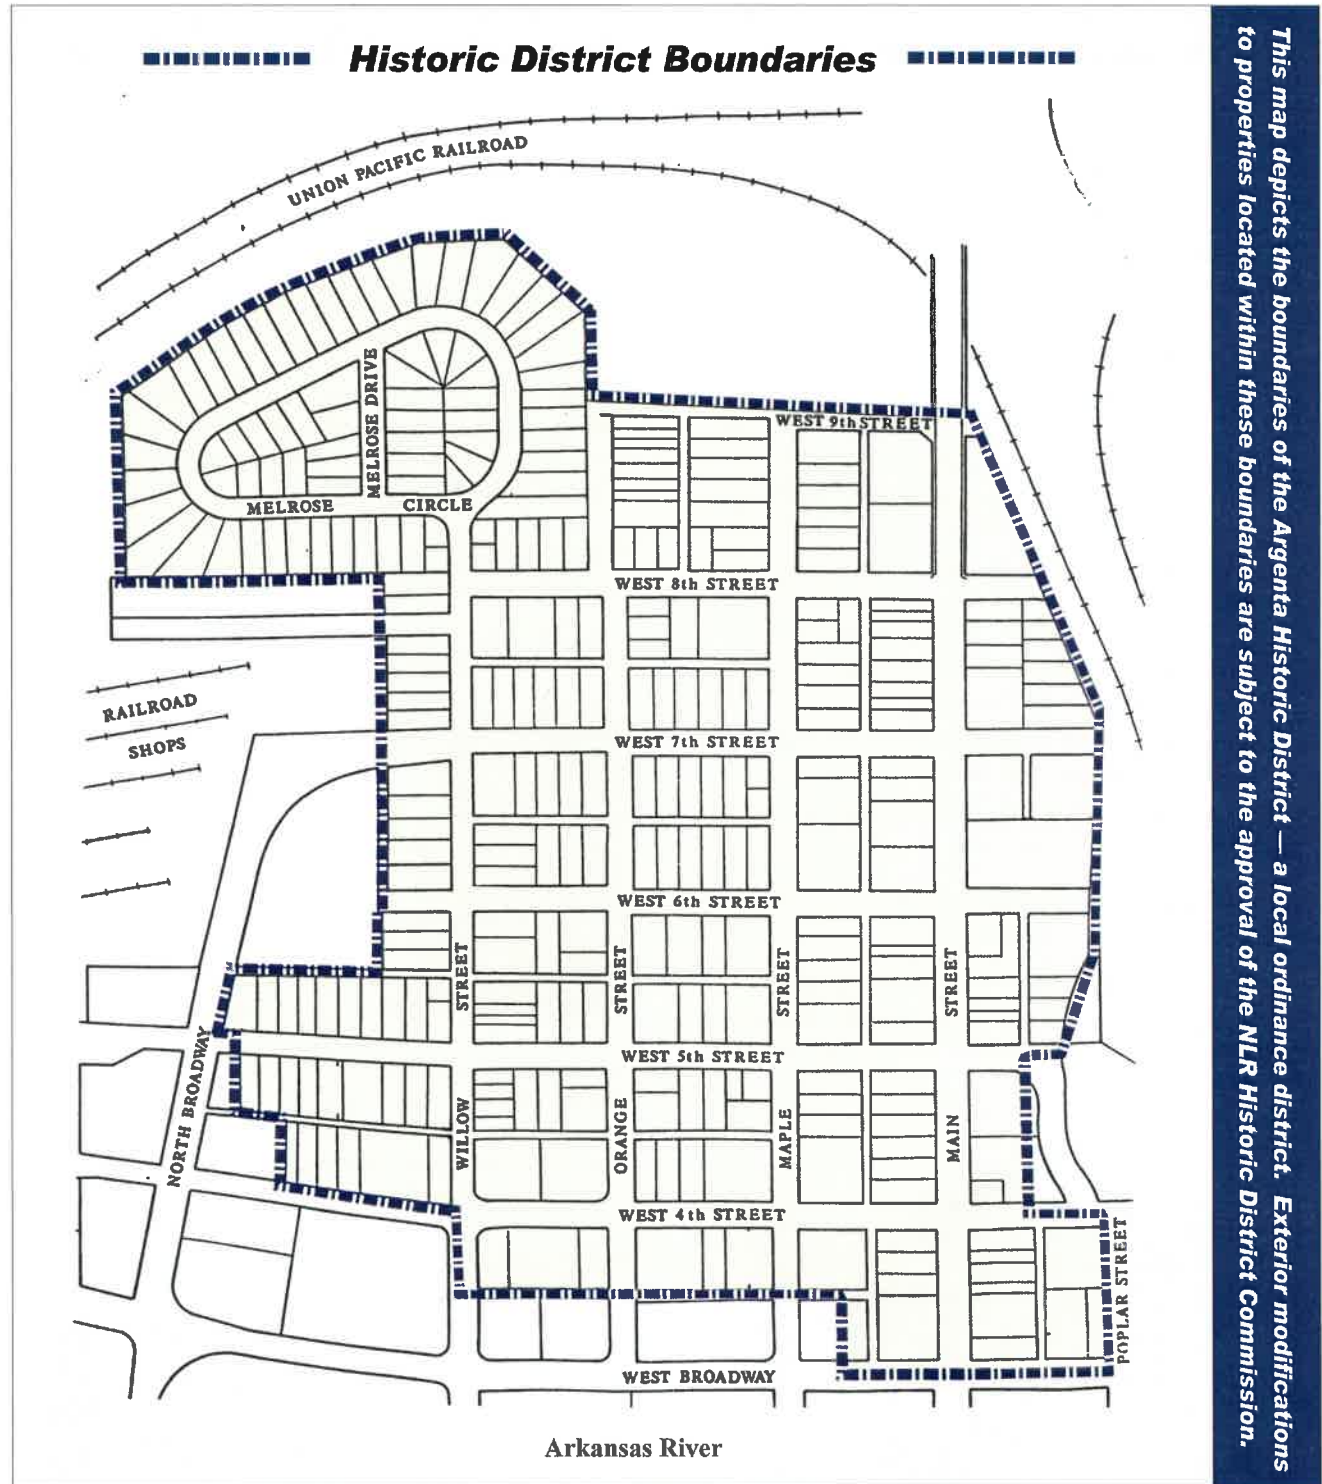 Historic District Boundaries
UNION PACIFIC RAILROAD
WEST 9th STREET
MELROSE DRIVE
MELROSE CIRCLE
WEST 8th STREET
RAILROAD
SHOPS
WEST 7th STREET
WEST 6th STREET
STREET
STREET
STREET
STREET
WEST 5th STREET
NORTH BROADWAY
WILLOW
ORANGE
MAPLE
MAIN
WEST 4th STREET
POPLAR STREET
WEST BROADWAY
Arkansas River
This map depicts the boundaries of the Argenta Historic District — a local ordinance district. Exterior modifications
to properties located within these boundaries are subject to the approval of the NLR Historic District Commission.